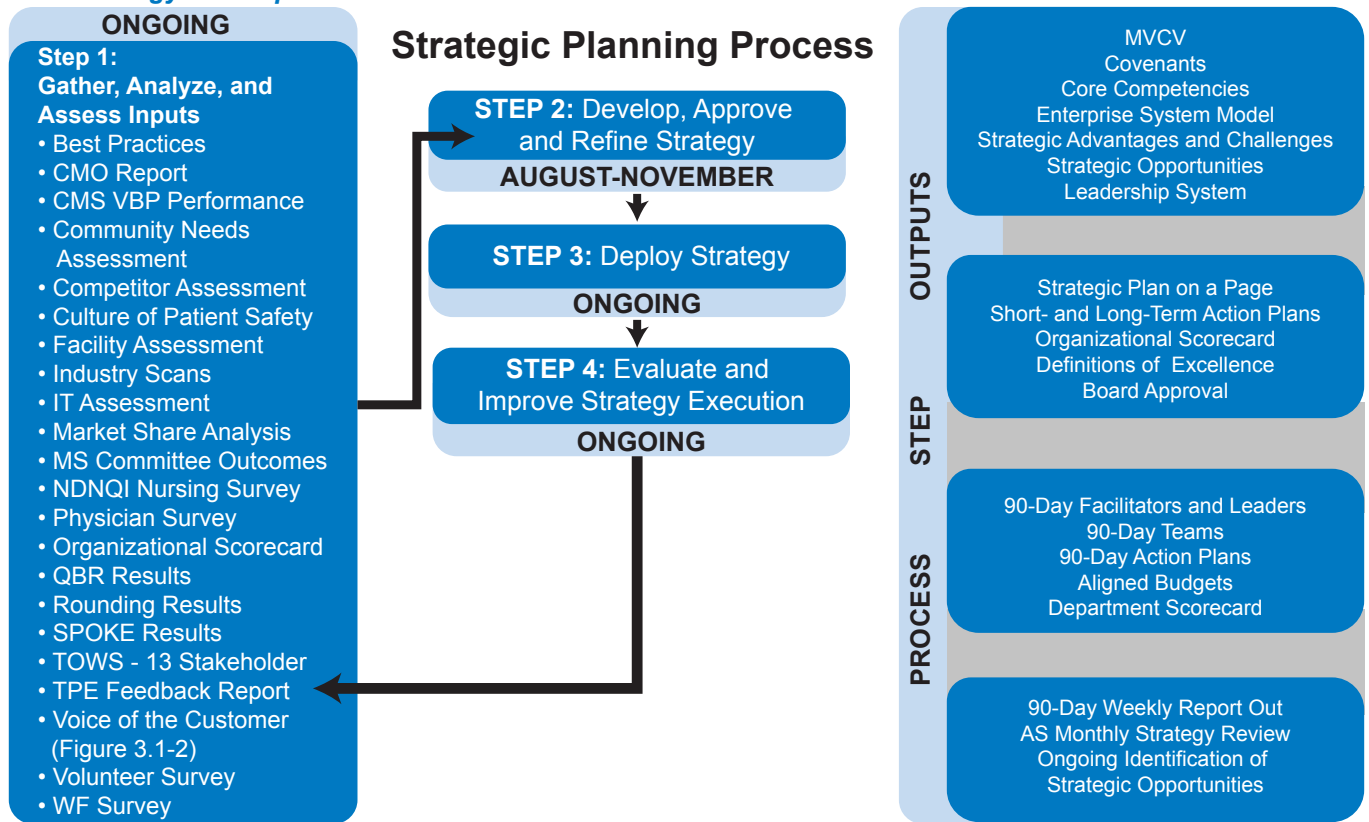 ONGOING
Step 1:
Gather, Analyze, and
Assess Inputs
• Best Practices
• CMO Report
• CMS VBP Performance
• Community Needs
Assessment
• Competitor Assessment
• Culture of Patient Safety
• Facility Assessment
• Industry Scans
• IT Assessment
• Market Share Analysis
• MS Committee Outcomes
• NDNQI Nursing Survey
• Physician Survey
• Organizational Scorecard
• QBR Results
• Rounding Results
• SPOKE Results
• TOWS - 13 Stakeholder
• TPE Feedback Report
• Voice of the Customer
(Figure 3.1-2)
• Volunteer Survey
• WF Survey
Strategic Planning Process
STEP 2: Develop, Approve
and Refine Strategy
AUGUST-NOVEMBER
STEP 3: Deploy Strategy
ONGOING
STEP 4: Evaluate and
Improve Strategy Execution
ONGOING
PROCESS STEP OUTPUTS
MVCV
Covenants
Core Competencies
Enterprise System Model
Strategic Advantages and Challenges
Strategic Opportunities
Leadership System
Strategic Plan on a Page
Short- and Long-Term Action Plans
Organizational Scorecard
Definitions of Excellence
Board Approval
90-Day Facilitators and Leaders
90-Day Teams
90-Day Action Plans
Aligned Budgets
Department Scorecard
90-Day Weekly Report Out
AS Monthly Strategy Review
Ongoing Identification of
Strategic Opportunities